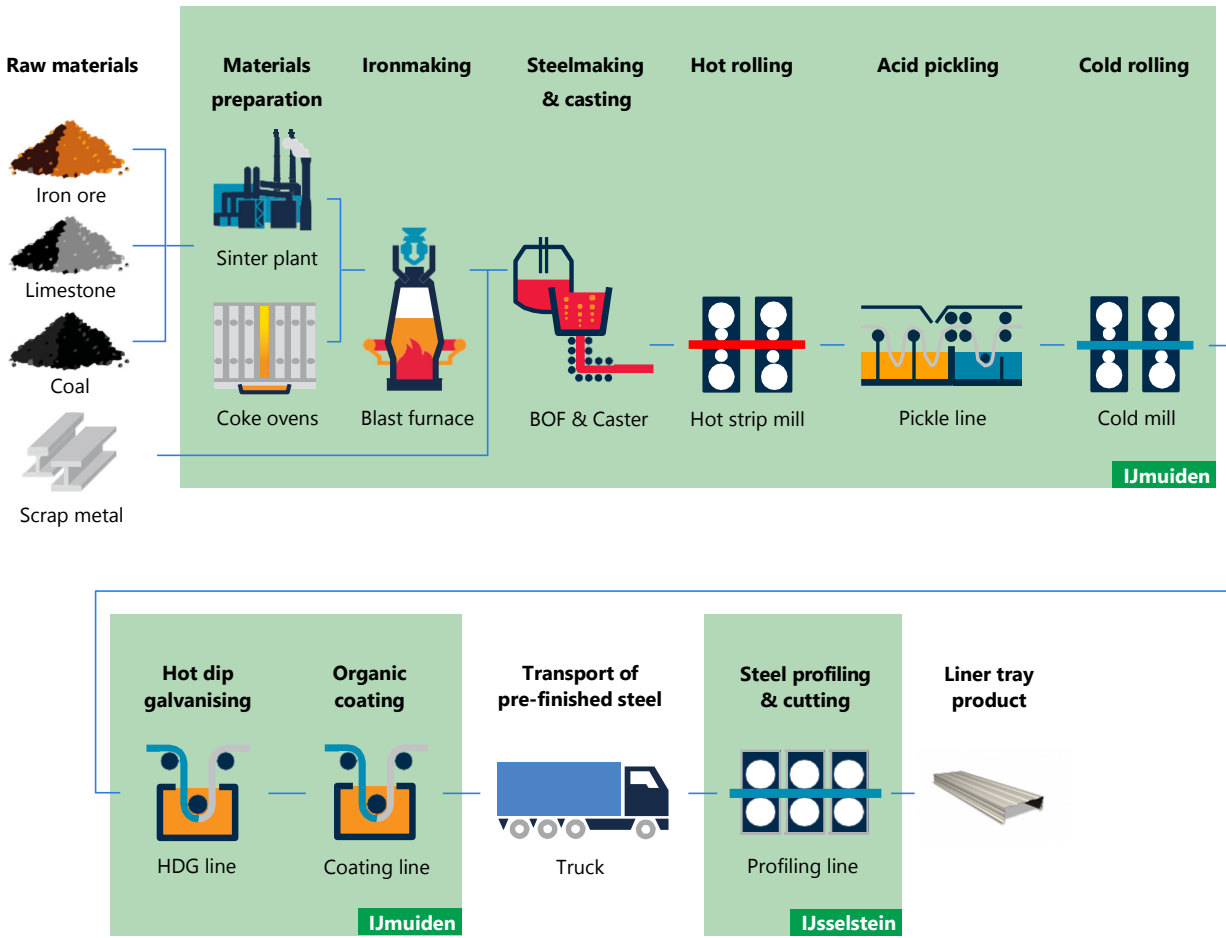 Raw materials
Materials
preparation
Ironmaking
Steelmaking
& casting
Hot rolling
Acid pickling
Cold rolling
Iron ore
Limestone
Coal
Scrap metal
Sinter plant
Coke ovens
Blast furnace
BOF & Caster
Hot strip mill
Pickle line
Cold mill
IJmuiden
Hot dip
galvanising
Organic
coating
Transport of
pre-finished steel
Steel profiling
& cutting
Liner tray
product
HDG line
Coating line
Truck
Profiling line
IJmuiden
IJsselstein